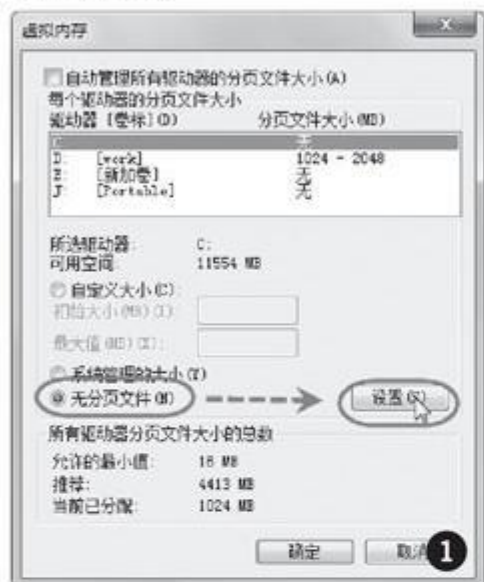 虚拟内存
自动管理所有驱动器的分页文件大小(A)
每个驱动器的分页文件大小
驱动器 [卷标](D) 分页文件大小(MB)
C: 无
D: [work] 1024 - 2048
E: [新加卷] 无
J: [Portable] 无
所选驱动器: C:
可用空间: 11554 MB
自定义大小(C):
初始大小(MB)(I):
最大值(MB)(X):
系统管理的大小(Y)
无分页文件(N) 设置(S)
所有驱动器分页文件大小的总数
允许的最小值: 16 MB
推荐: 4413 MB
当前已分配: 1024 MB
确定 取消
1